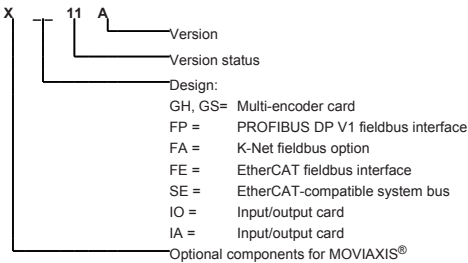 X _ _ 11 A
Version
Version status
Design:
GH, GS= Multi-encoder card
FP = PROFIBUS DP V1 fieldbus interface
FA = K-Net fieldbus option
FE = EtherCAT fieldbus interface
SE = EtherCAT-compatible system bus
IO = Input/output card
IA = Input/output card
Optional components for MOVIAXIS®